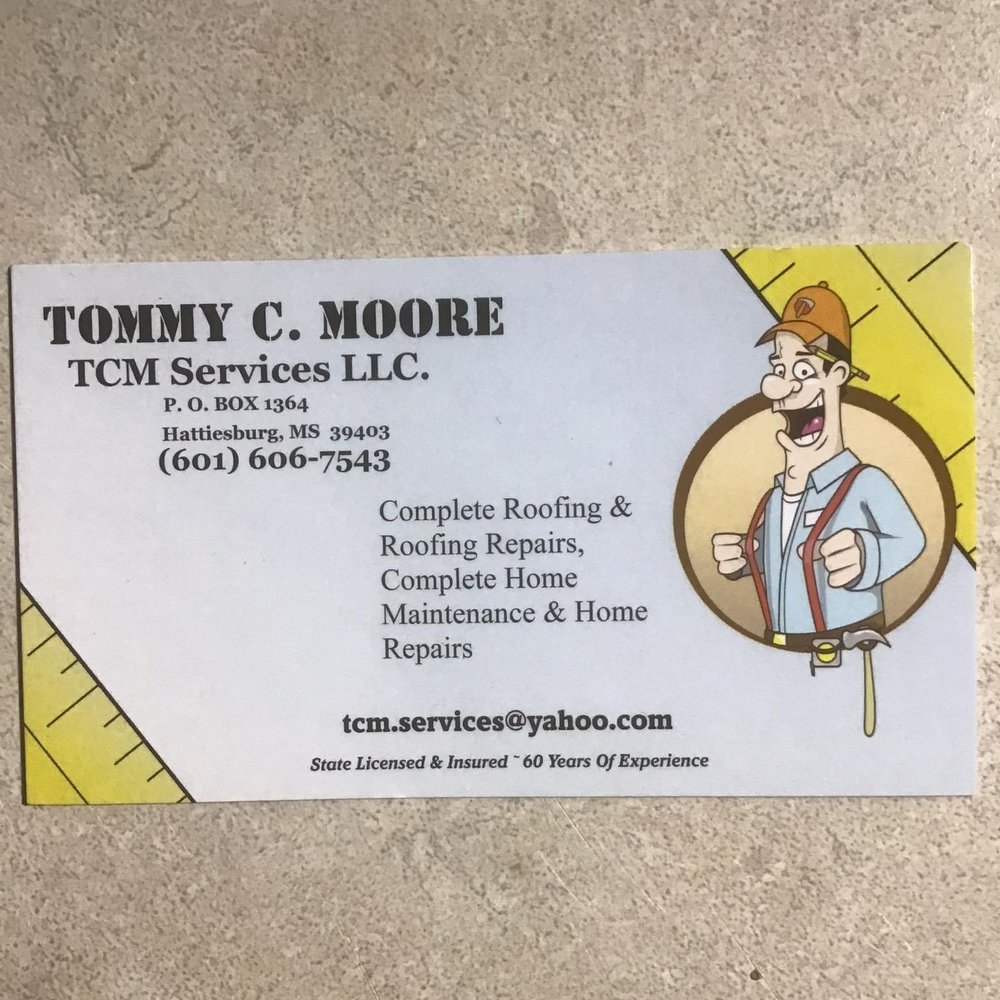 TOMMY C. MOORE
TCM Services LLC.
P. O. BOX 1364
Hattiesburg, MS 39403
(601) 606-7543
Complete Roofing &
Roofing Repairs,
Complete Home
Maintenance & Home
Repairs
tcm.services@yahoo.com
State Licensed & Insured ~ 60 Years Of Experience